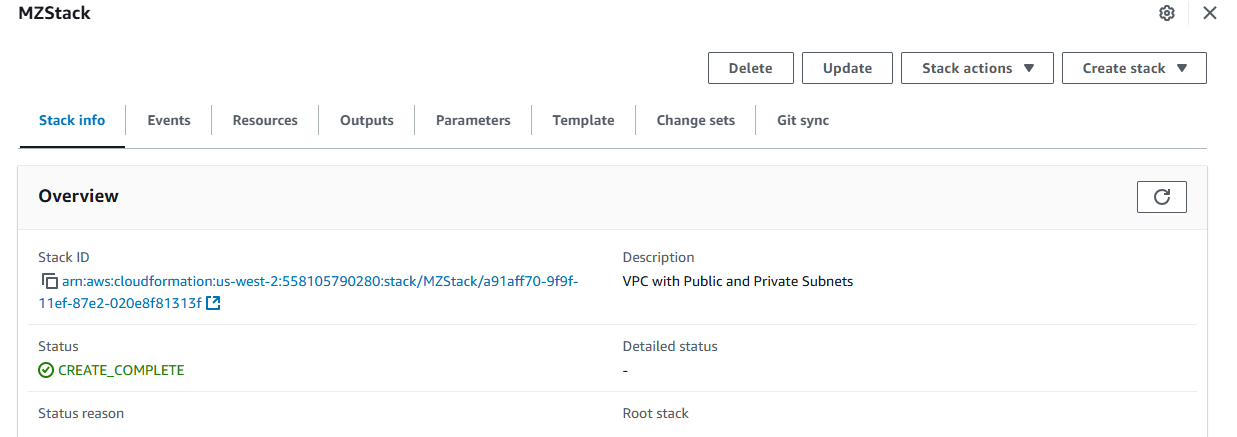 MZStack
Delete
Update
Stack actions
Create stack
Stack info
Events
Resources
Outputs
Parameters
Template
Change sets
Git sync
Overview
Stack ID
arn:aws:cloudformation:us-west-2:558105790280:stack/MZStack/a91aff70-9f9f-
11ef-87e2-020e8f81313f
Description
VPC with Public and Private Subnets
Status
CREATE_COMPLETE
Detailed status
-
Status reason
Root stack